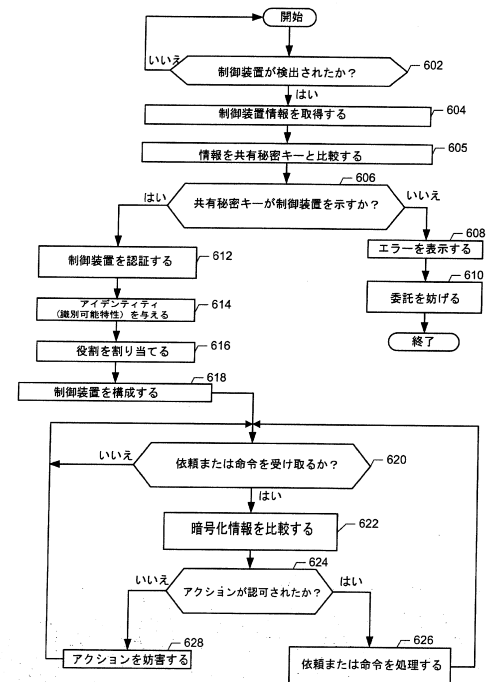 開始
いいえ
制御装置が検出されたか？
602
はい
制御装置情報を取得する
604
情報を共有秘密キーと比較する
605
606
はい
共有秘密キーが制御装置を示すか？
いいえ
608
制御装置を認証する
612
エラーを表示する
610
アイデンティティ
(識別可能特性) を与える
614
委託を妨げる
役割を割り当てる
616
終了
618
制御装置を構成する
いいえ
依頼または命令を受け取るか？
620
はい
暗号化情報を比較する
622
624
いいえ
アクションが認可されたか？
はい
628
アクションを妨害する
626
依頼または命令を処理する